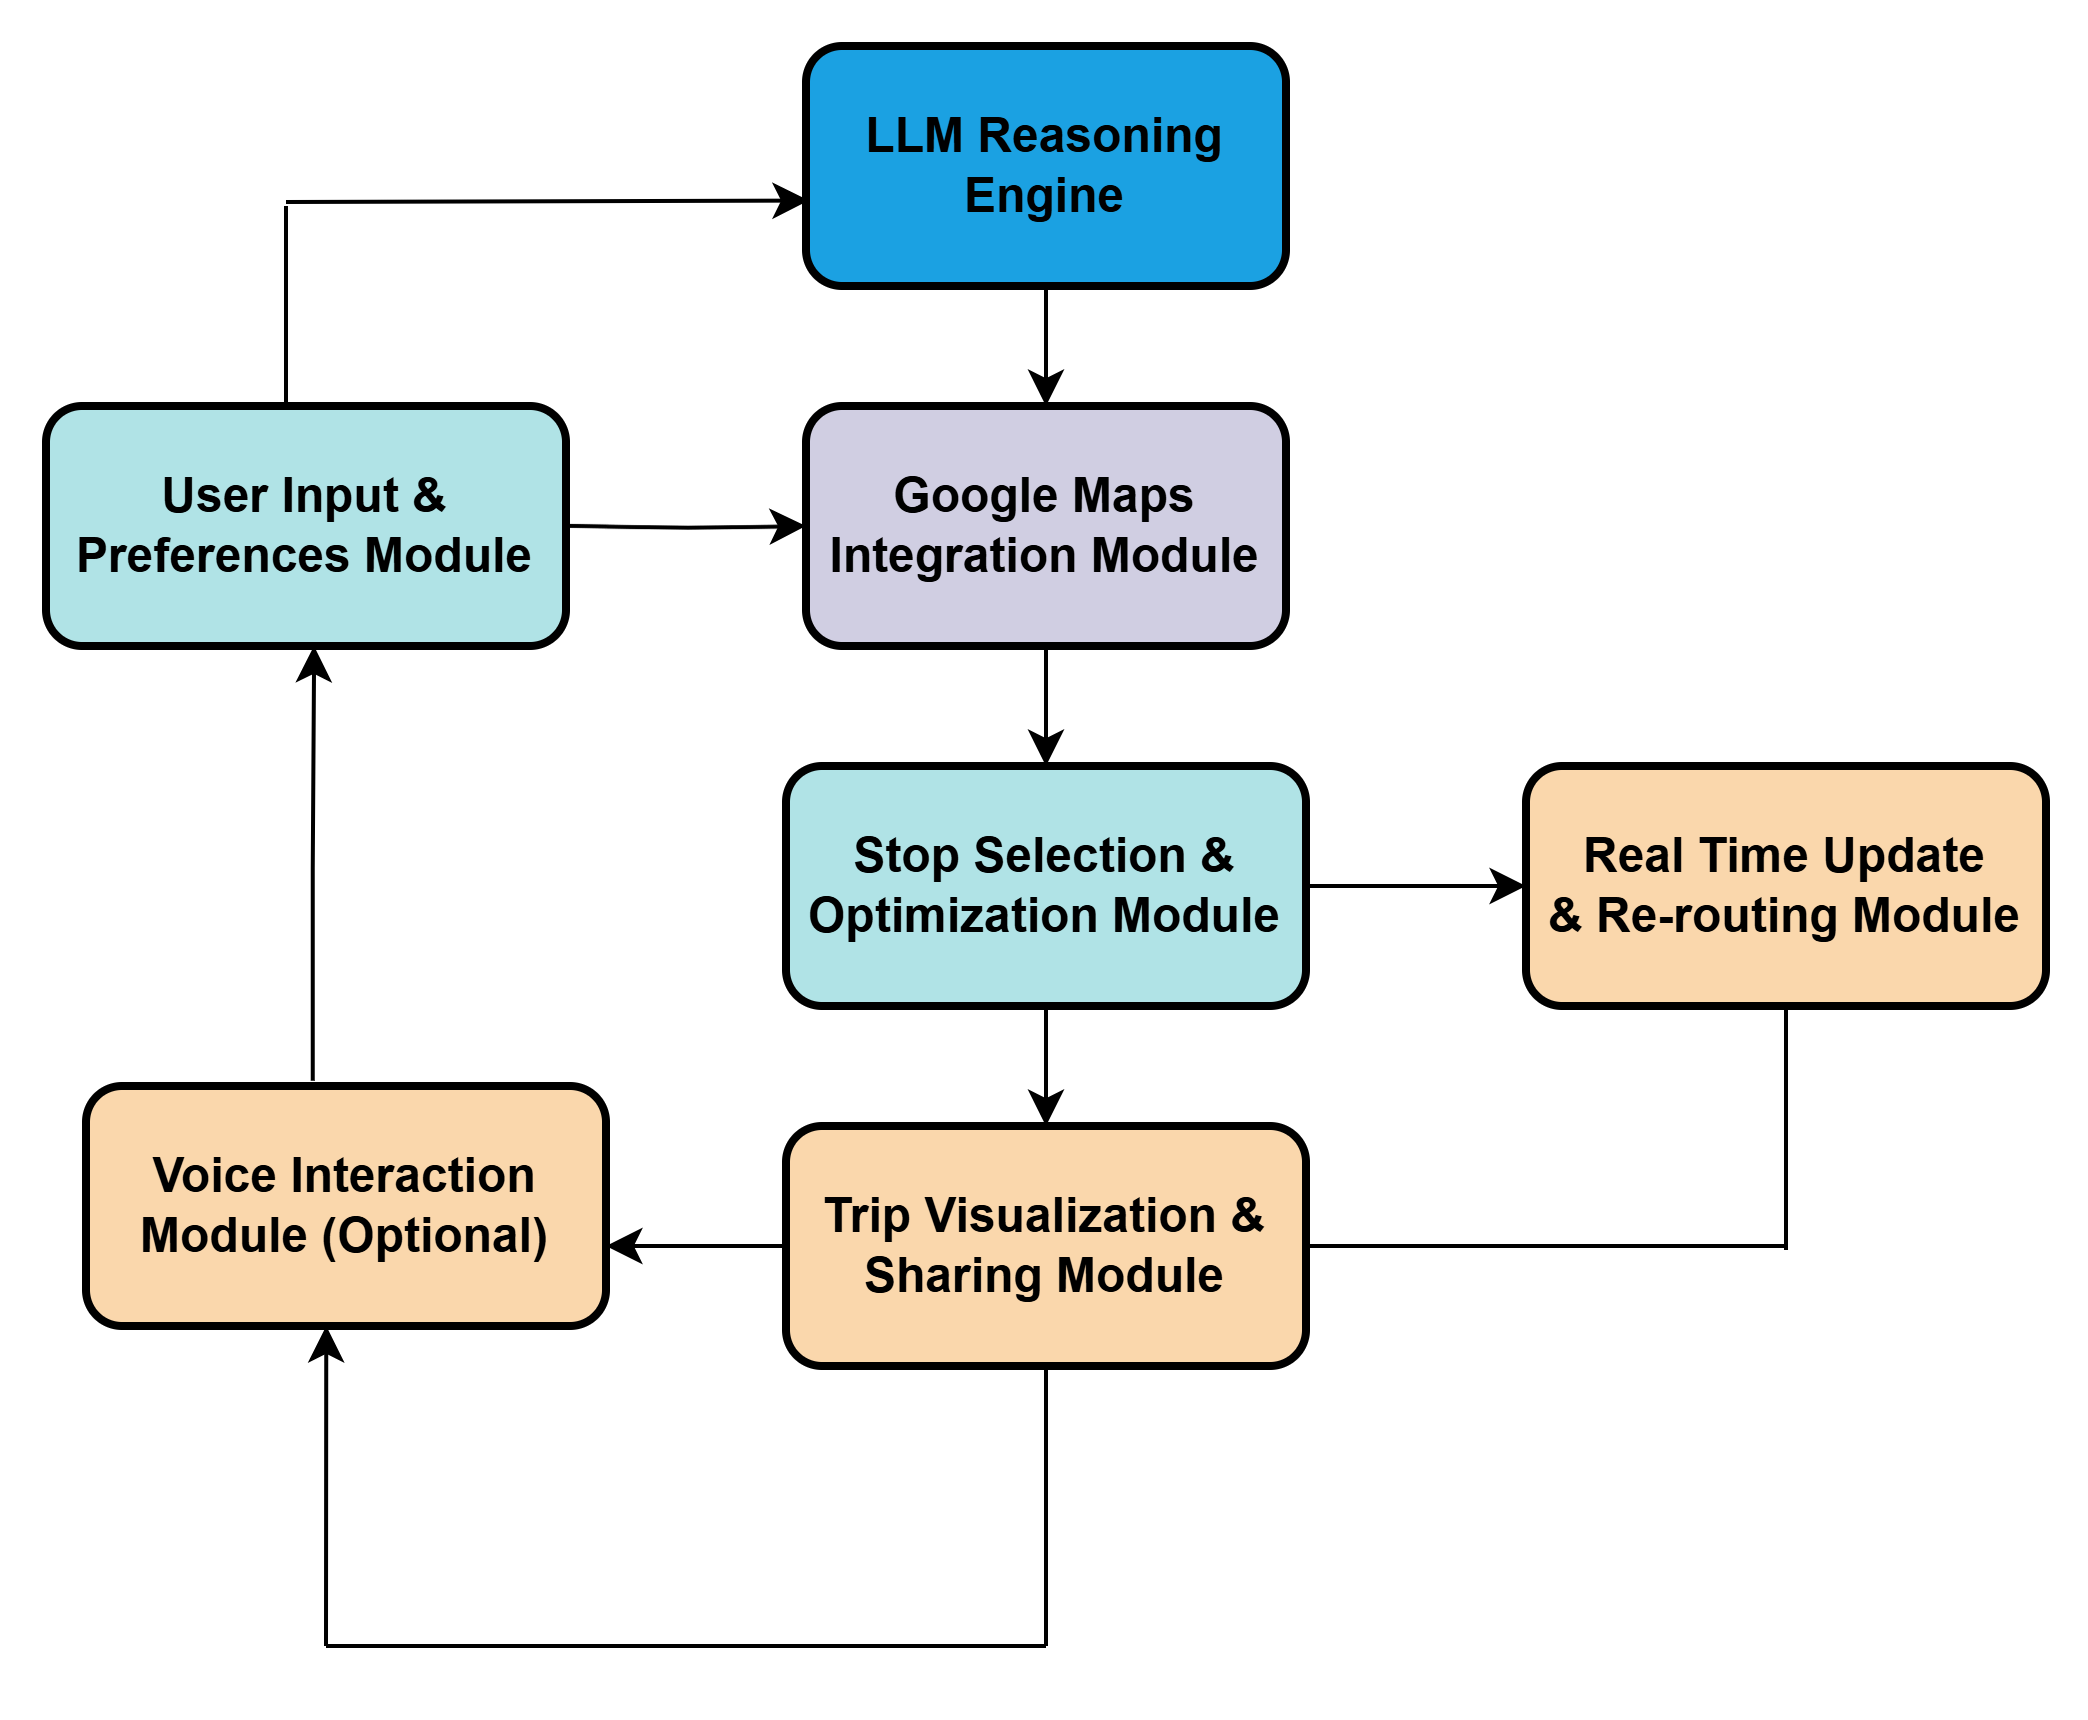 LLM Reasoning
Engine
User Input &
Preferences Module
Google Maps
Integration Module
Stop Selection &
Optimization Module
Real Time Update
& Re-routing Module
Voice Interaction
Module (Optional)
Trip Visualization &
Sharing Module